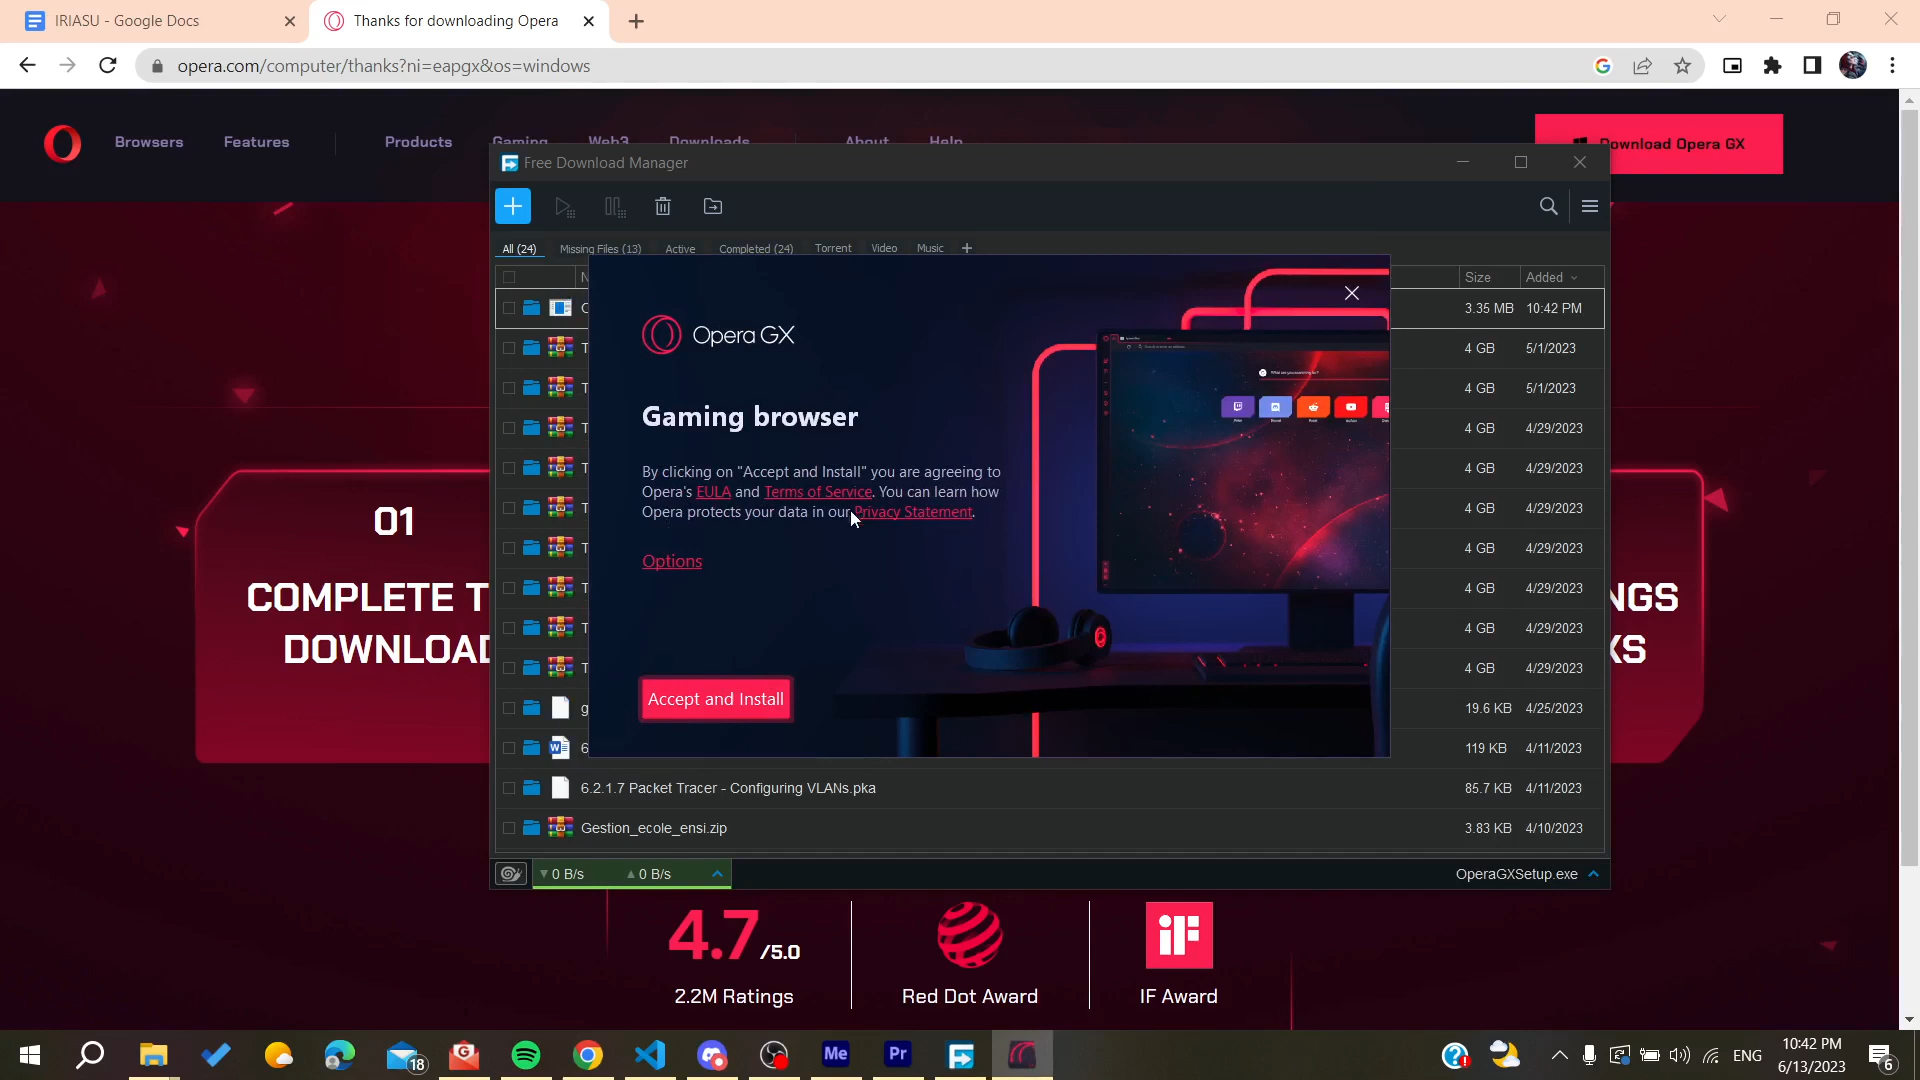 IRIASU - Google Docs
Thanks for downloading Opera
opera.com/computer/thanks?ni=eapgx&os=windows
Browsers Features Products Gaming Web3 Downloads About Help
Download Opera GX
Free Download Manager
All (24) Missing Files (13) Active Completed (24) Torrent Video Music
Size Added
3.35 MB 10:42 PM
4 GB 5/1/2023
4 GB 5/1/2023
4 GB 4/29/2023
4 GB 4/29/2023
4 GB 4/29/2023
4 GB 4/29/2023
4 GB 4/29/2023
4 GB 4/29/2023
4 GB 4/29/2023
19.6 KB 4/25/2023
119 KB 4/11/2023
6.2.1.7 Packet Tracer - Configuring VLANs.pka 85.7 KB 4/11/2023
Gestion_ecole_ensi.zip 3.83 KB 4/10/2023
Opera GX
Gaming browser
By clicking on "Accept and Install" you are agreeing to
Opera's EULA and Terms of Service. You can learn how
Opera protects your data in our Privacy Statement.
Options
Accept and Install
0 B/s 0 B/s
OperaGXSetup.exe
01
COMPLETE T
DOWNLOAD
NGS
KS
4.7 /5.0
2.2M Ratings
Red Dot Award
IF Award
18
Me
Pr
ENG
10:42 PM
6/13/2023
6